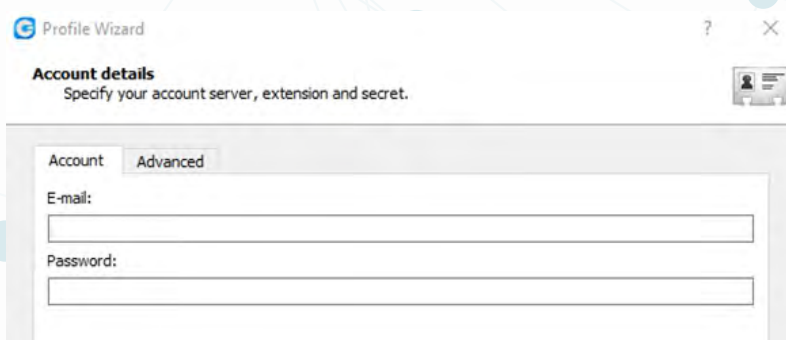 Profile Wizard
?
Account details
Specify your account server, extension and secret.
Account Advanced
E-mail:
Password: